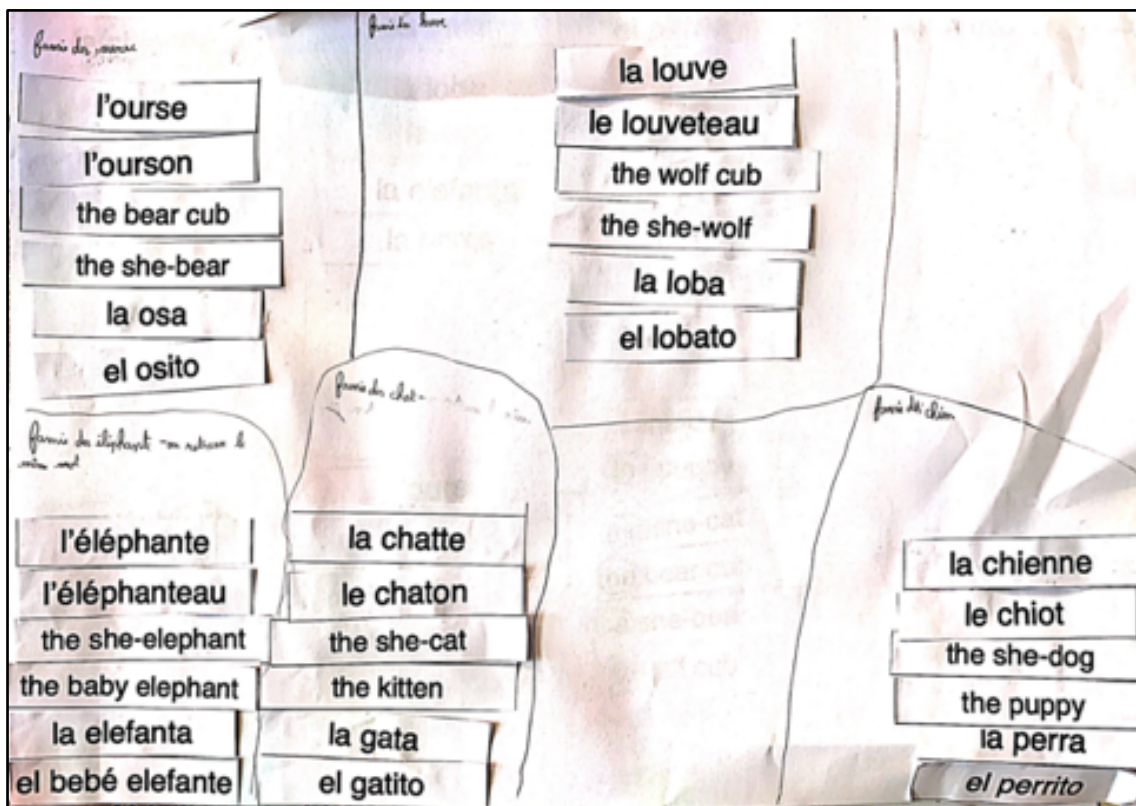 l'ourse
l'ourson
the bear cub
the she-bear
la osa
el osito
la louve
le louveteau
the wolf cub
the she-wolf
la loba
el lobato
l'éléphante
l'éléphanteau
the she-elephant
the baby elephant
la elefanta
el bebé elefante
la chatte
le chaton
the she-cat
the kitten
la gata
el gatito
la chienne
le chiot
the she-dog
the puppy
la perra
el perrito